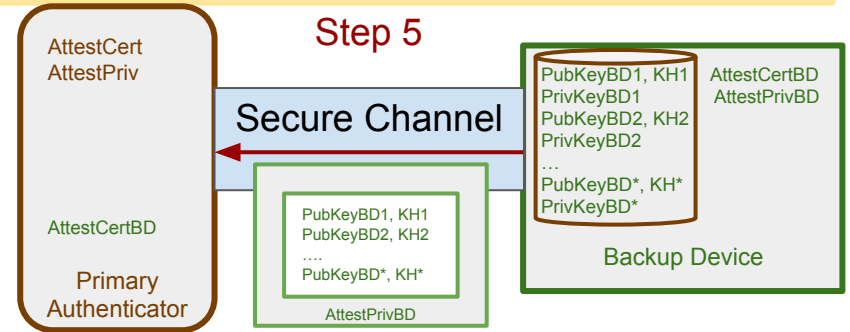 Step 5
AttestCert
AttestPriv
AttestCertBD
Primary
Authenticator
Secure Channel
PubKeyBD1, KH1
PubKeyBD2, KH2
....
PubKeyBD*, KH*
AttestPrivBD
PubKeyBD1, KH1
PrivKeyBD1
PubKeyBD2, KH2
PrivKeyBD2
...
PubKeyBD*, KH*
PrivKeyBD*
AttestCertBD
AttestPrivBD
Backup Device